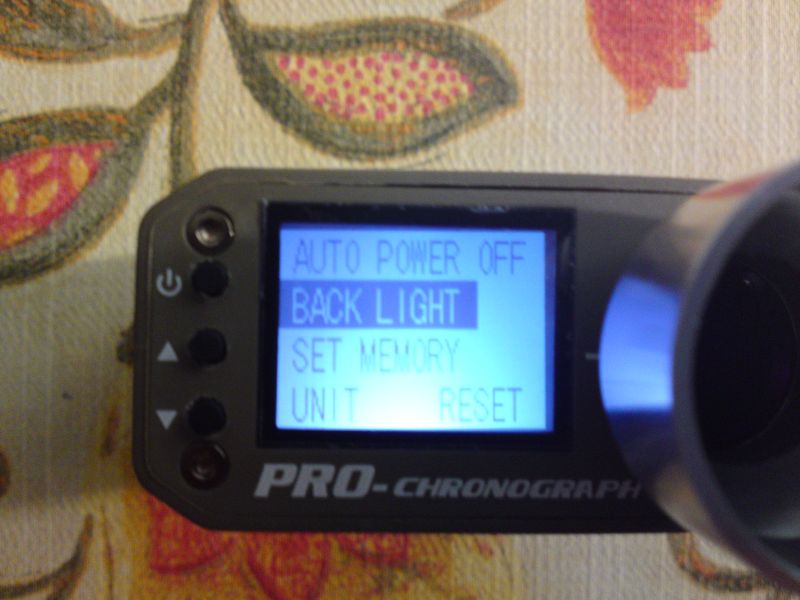 AUTO POWER OFF
BACK LIGHT
SET MEMORY
UNIT RESET
PRO-CHRONOGRAPH